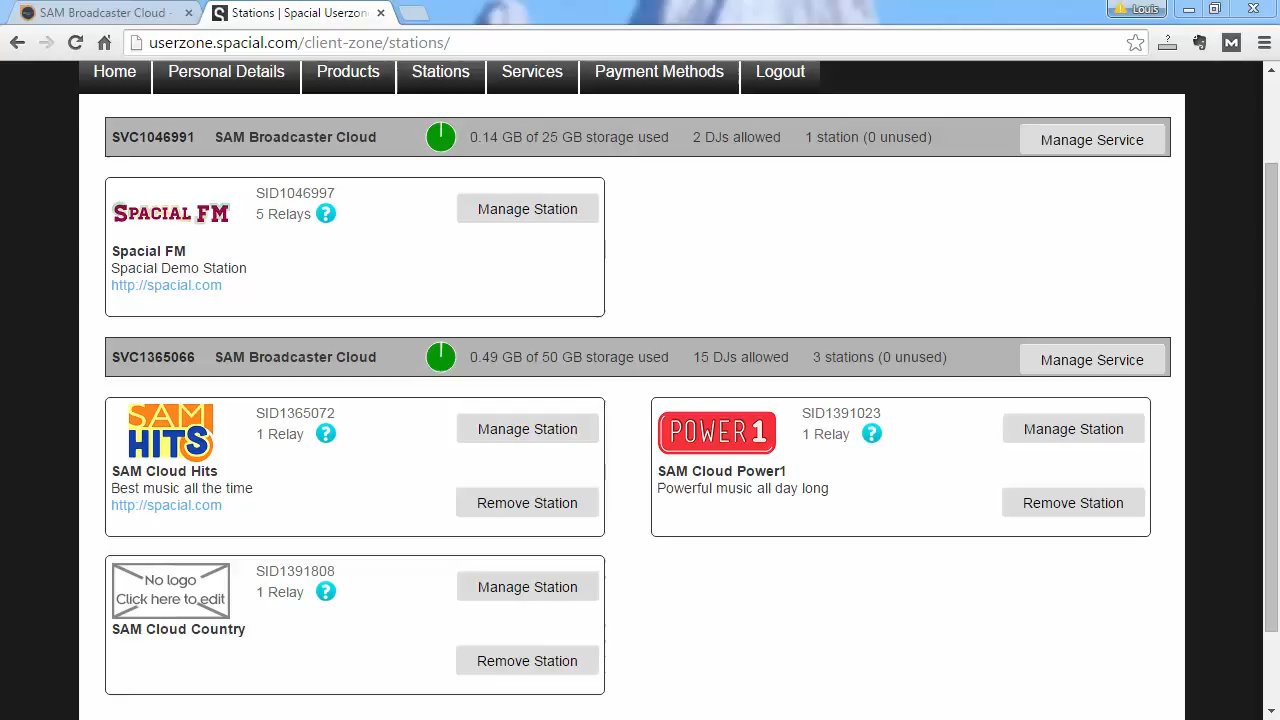 SAM Broadcaster Cloud -
Stations | Spacial Userzon
Louis
userzone.spacial.com/client-zone/stations/
Home Personal Details Products Stations Services Payment Methods Logout
SVC1046991 SAM Broadcaster Cloud 0.14 GB of 25 GB storage used 2 DJs allowed 1 station (0 unused) Manage Service
SPACIAL FM
SID1046997
5 Relays ?
Manage Station
Spacial FM
Spacial Demo Station
http://spacial.com
SVC1365066 SAM Broadcaster Cloud 0.49 GB of 50 GB storage used 15 DJs allowed 3 stations (0 unused) Manage Service
SAM
HITS
SID1365072
1 Relay ?
Manage Station
SAM Cloud Hits
Best music all the time
http://spacial.com
Remove Station
POWER 1
SID1391023
1 Relay ?
Manage Station
SAM Cloud Power1
Powerful music all day long
Remove Station
No logo
Click here to edit
SID1391808
1 Relay ?
Manage Station
SAM Cloud Country
Remove Station